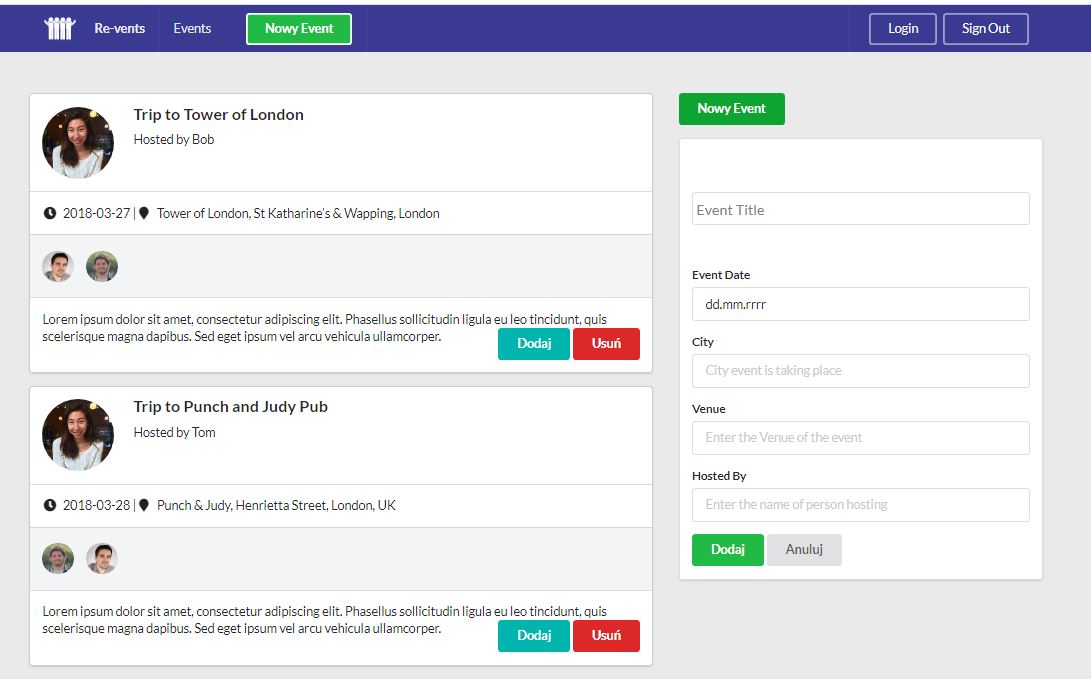 Re-vents Events Nowy Event Login Sign Out
Trip to Tower of London
Hosted by Bob
2018-03-27 | Tower of London, St Katharine's & Wapping, London
Lorem ipsum dolor sit amet, consectetur adipiscing elit. Phasellus sollicitudin ligula eu leo tincidunt, quis
scelerisque magna dapibus. Sed eget ipsum vel arcu vehicula ullamcorper.
Dodaj Usuń
Trip to Punch and Judy Pub
Hosted by Tom
2018-03-28 | Punch & Judy, Henrietta Street, London, UK
Lorem ipsum dolor sit amet, consectetur adipiscing elit. Phasellus sollicitudin ligula eu leo tincidunt, quis
scelerisque magna dapibus. Sed eget ipsum vel arcu vehicula ullamcorper.
Dodaj Usuń
Nowy Event
Event Title
Event Date
dd.mm.rrrr
City
City event is taking place
Venue
Enter the Venue of the event
Hosted By
Enter the name of person hosting
Dodaj Anuluj